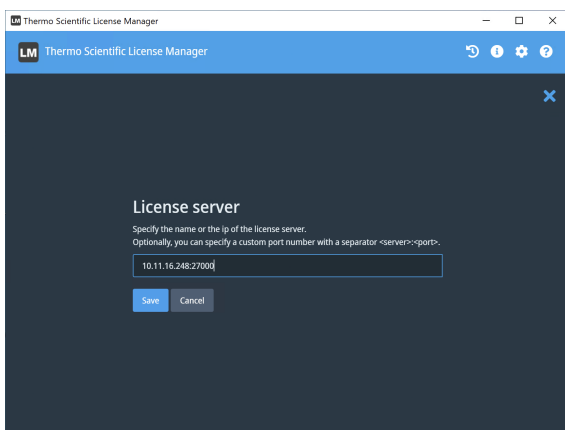 LM Thermo Scientific License Manager
LM Thermo Scientific License Manager
License server
Specify the name or the ip of the license server.
Optionally, you can specify a custom port number with a separator <server>:<port>.
10.11.16.248:27000
Save Cancel